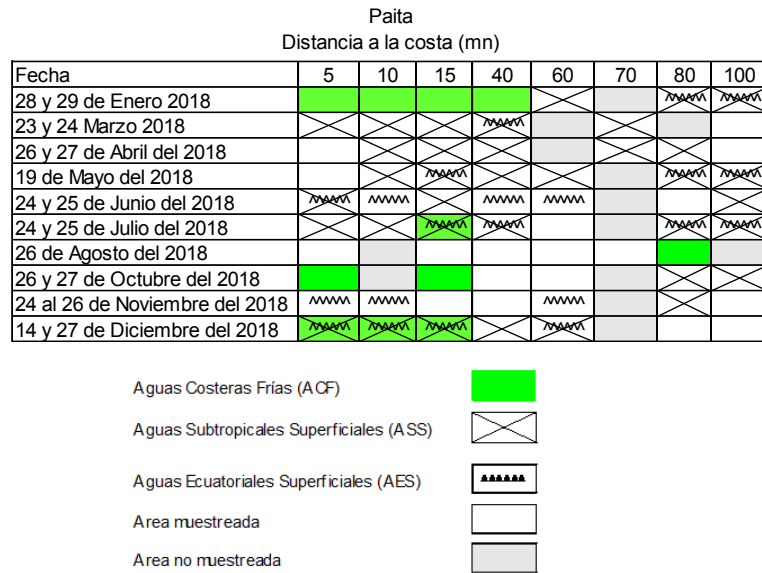 Paita
Distancia a la costa (mn)
Fecha 5 10 15 40 60 70 80 100
28 y 29 de Enero 2018
23 y 24 Marzo 2018
26 y 27 de Abril del 2018
19 de Mayo del 2018
24 y 25 de Junio del 2018
24 y 25 de Julio del 2018
26 de Agosto del 2018
26 y 27 de Octubre del 2018
24 al 26 de Noviembre del 2018
14 y 27 de Diciembre del 2018
Aguas Costeras Frías (ACF)
Aguas Subtropicales Superficiales (ASS)
Aguas Ecuatoriales Superficiales (AES)
Area muestreada
Area no muestreada